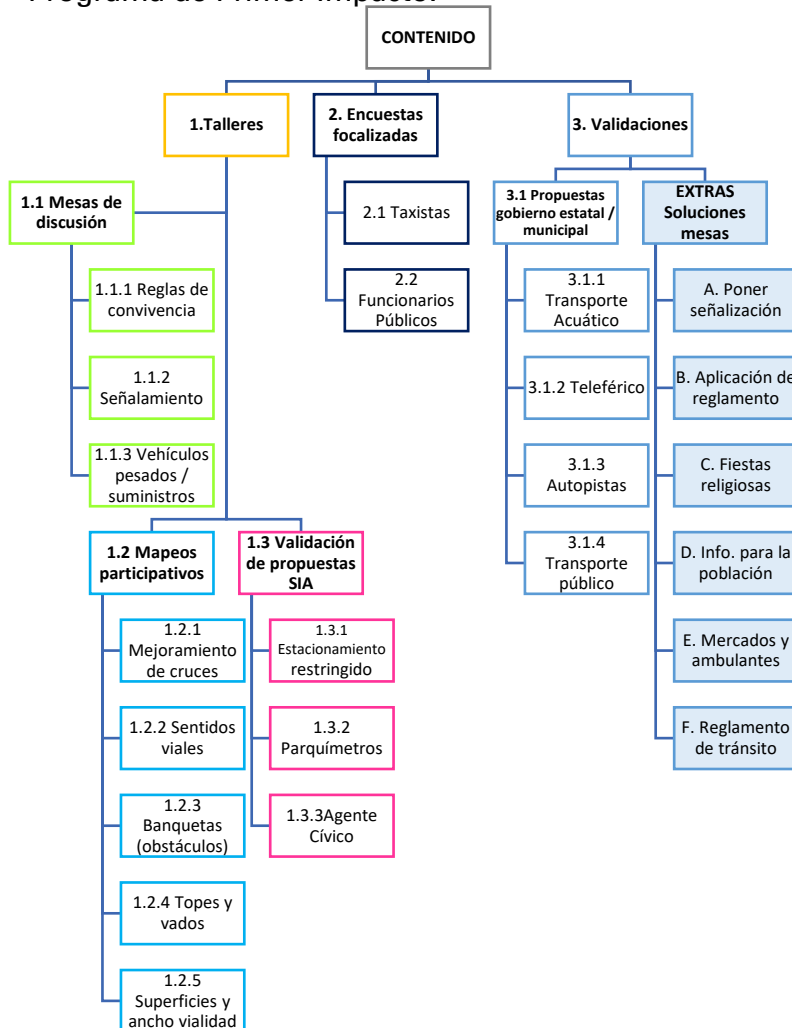 Programa de Primer Impacto.
CONTENIDO
1.Talleres
2. Encuestas
focalizadas
3. Validaciones
1.1 Mesas de
discusión
1.1.1 Reglas de
convivencia
1.1.2
Señalamiento
1.1.3 Vehículos
pesados /
suministros
1.2 Mapeos
participativos
1.2.1
Mejoramiento
de cruces
1.2.2 Sentidos
viales
1.2.3
Banquetas
(obstáculos)
1.2.4 Topes y
vados
1.2.5
Superficies y
ancho vialidad
1.3 Validación
de propuestas
SIA
1.3.1
Estacionamiento
restringido
1.3.2
Parquímetros
1.3.3Agente
Cívico
2.1 Taxistas
2.2
Funcionarios
Públicos
3.1 Propuestas
gobierno estatal /
municipal
3.1.1
Transporte
Acuático
3.1.2 Teleférico
3.1.3
Autopistas
3.1.4
Transporte
público
EXTRAS
Soluciones
mesas
A. Poner
señalización
B. Aplicación de
reglamento
C. Fiestas
religiosas
D. Info. para la
población
E. Mercados y
ambulantes
F. Reglamento
de tránsito